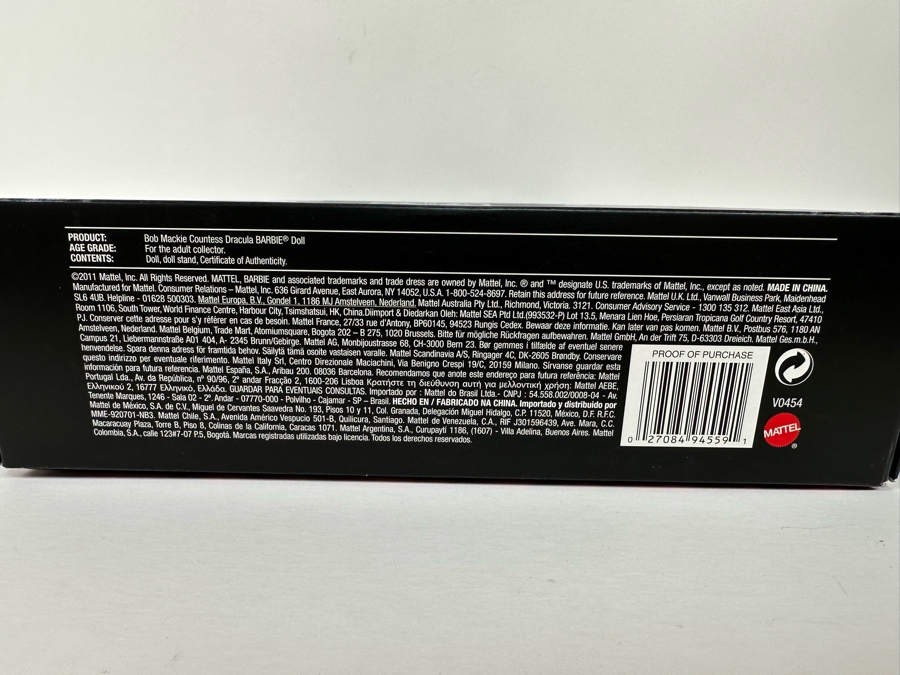 PRODUCT: Bob Mackie Countess Dracula BARBIE® Doll
AGE GRADE: For the adult collector.
CONTENTS: Doll, doll stand, Certificate of Authenticity.
©2011 Mattel, Inc. All Rights Reserved. MATTEL, BARBIE and associated trademarks and trade dress are owned by Mattel, Inc. ® and ™ designate U.S. trademarks of Mattel, Inc., except as noted. MADE IN CHINA.
Manufactured for Mattel. Consumer Relations – Mattel, Inc. 636 Girard Avenue, East Aurora, NY 14052, U.S.A. 1-800-524-8697. Retain this address for future reference. Mattel U.K. Ltd., Vanwall Business Park, Maidenhead
SL6 4UB. Helpline - 01628 500303. Mattel Europa, B.V., Gondel 1, 1186 MJ Amstelveen, Nederland. Mattel Australia Pty Ltd., Richmond, Victoria. 3121. Consumer Advisory Service - 1300 135 312. Mattel East Asia Ltd.,
Room 1106, South Tower, World Finance Centre, Harbour City, Tsimshatsui, HK, China.Diimport & Diedarkan Oleh: Mattel SEA Ptd Ltd.(993532-P) Lot 13.5, Menara Lien Hoe, Persiaran Tropicana Golf Country Resort, 47410
PJ. Conserver cette adresse pour s'y référer en cas de besoin. Mattel France, 27/33 rue d'Antony, BP60145, 94523 Rungis Cedex. Bewaar deze informatie. Kan later van pas komen. Mattel B.V., Postbus 576, 1180 AN
Amstelveen, Nederland. Mattel Belgium, Trade Mart, Atomiumsquare, Bogota 202 – B 275, 1020 Brussels. Bitte für mögliche Rückfragen aufbewahren. Mattel GmbH, An der Trift 75, D-63303 Dreieich. Mattel Ges.m.b.H.,
Campus 21, Liebermannstraße A01 404, A- 2345 Brunn/Gebirge. Mattel AG, Monbijoustrasse 68, CH-3000 Bern 23. Bør gemmes i tilfælde af eventuel senere
henvendelse. Spara denna adress för framtida behov. Säilytä tämä osoite vastaisen varalle. Mattel Scandinavia A/S, Ringager 4C, DK-2605 Brøndby. Conservare
questo indirizzo per eventuale riferimento. Mattel Italy Srl, Centro Direzionale Maciachini, Via Benigno Crespi 19/C, 20159 Milano. Sírvanse guardar esta
información para futura referencia. Mattel España, S.A., Aribau 200. 08036 Barcelona. Recomendamos que anote este endereço para futura referência: Mattel
Portugal Lda., Av. da República, nº 90/96, 2º andar Fracção 2, 1600-206 Lisboa Κρατήστε τη διεύθυνση αυτή για μελλοντική χρήση: Mattel AEBE,
Ελληνικού 2, 16777 Ελληνικό, Ελλάδα. GUARDAR PARA EVENTUAIS CONSULTAS. Importado por : Mattel do Brasil Ltda.- CNPJ : 54.558.002/0008-04 - Av.
Tenente Marques, 1246 - Sala 02 - 2º. Andar - 07770-000 - Polvilho - Cajamar - SP – Brasil. HECHO EN / FABRICADO NA CHINA. Importado y distribuido por
Mattel de México, S.A. de C.V., Miguel de Cervantes Saavedra No. 193, Pisos 10 y 11, Col. Granada, Delegación Miguel Hidalgo, C.P. 11520, México, D.F. R.F.C.
MME-920701-NB3. Mattel Chile, S.A., Avenida Américo Vespucio 501-B, Quilicura, Santiago. Mattel de Venezuela, C.A., RIF J301596439, Ave. Mara, C.C.
Macaracuay Plaza, Torre B, Piso 8, Colinas de la California, Caracas 1071. Mattel Argentina, S.A., Curupaytí 1186, (1607) - Villa Adelina, Buenos Aires. Mattel
Colombia, S.A., calle 123#7-07 P.5, Bogotá. Marcas registradas utilizadas bajo licencia. Todos los derechos reservados.
PROOF OF PURCHASE
0 27084 94559 1
V0454
MATTEL®